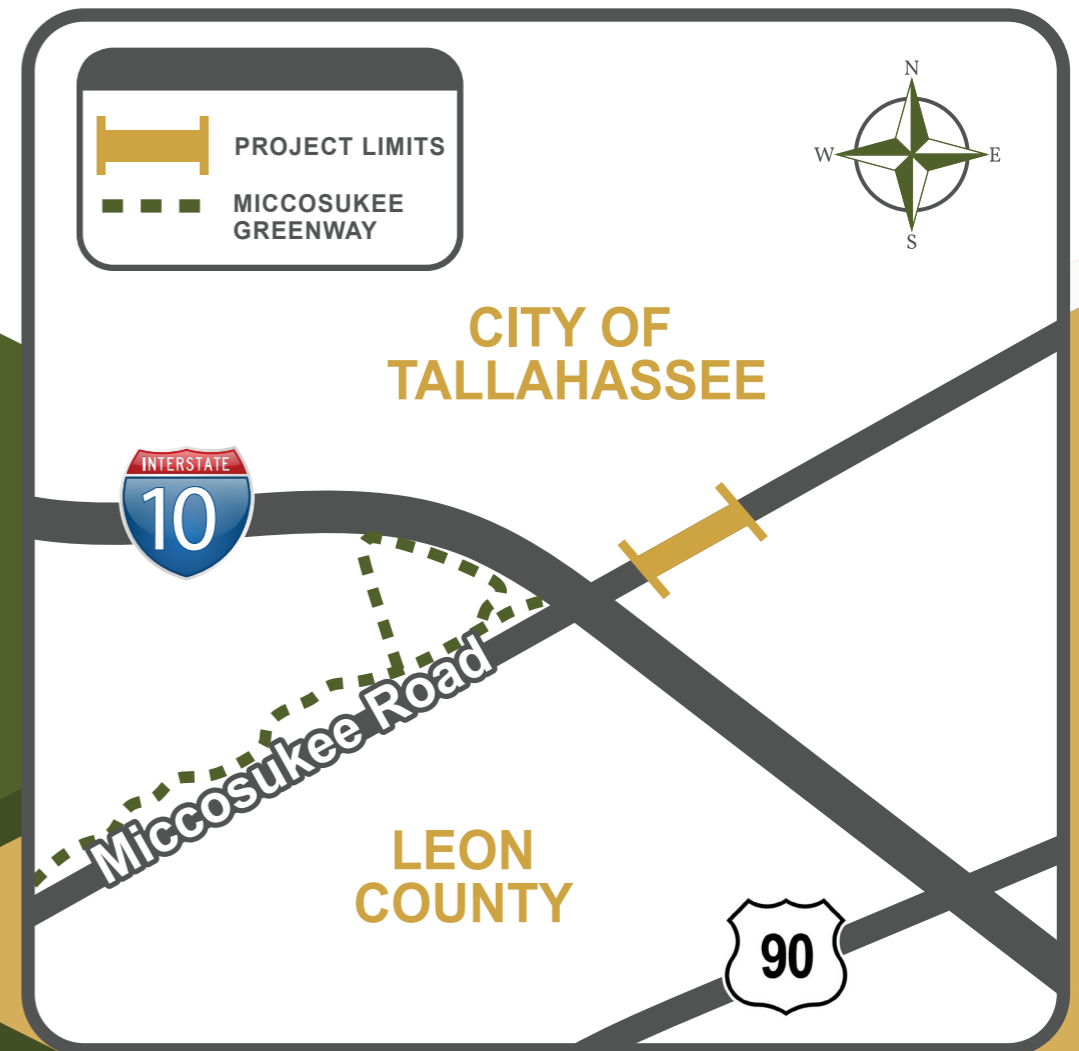 PROJECT LIMITS
MICCOSUKEE
GREENWAY
N
W
E
S
CITY OF
TALLAHASSEE
INTERSTATE
10
Miccosukee Road
LEON
COUNTY
90